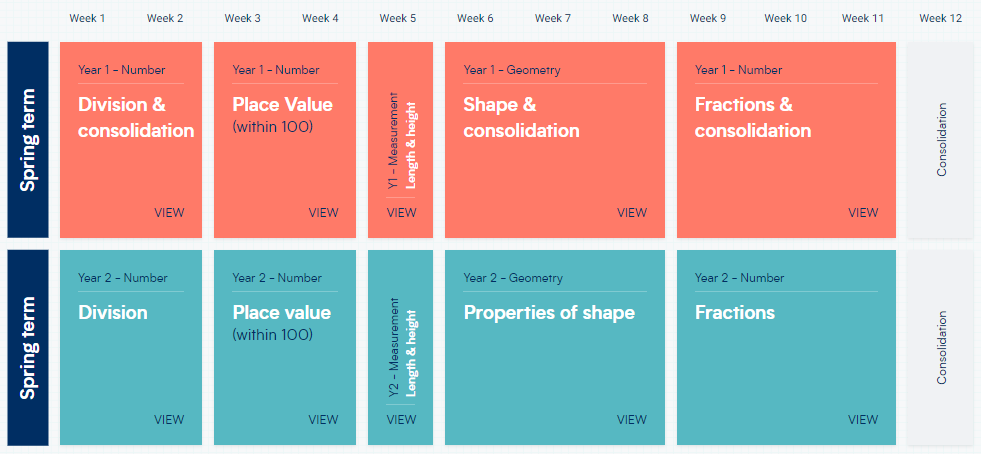 Week 1 Week 2 Week 3 Week 4 Week 5 Week 6 Week 7 Week 8 Week 9 Week 10 Week 11 Week 12
Spring term
Year 1 - Number
Division &
consolidation
VIEW
Year 1 - Number
Place Value
(within 100)
VIEW
Y1 - Measurement
Length & height
VIEW
Year 1 - Geometry
Shape &
consolidation
VIEW
Year 1 - Number
Fractions &
consolidation
VIEW
Consolidation
Spring term
Year 2 - Number
Division
VIEW
Year 2 - Number
Place value
(within 100)
VIEW
Y2 - Measurement
Length & height
VIEW
Year 2 - Geometry
Properties of shape
VIEW
Year 2 - Number
Fractions
VIEW
Consolidation